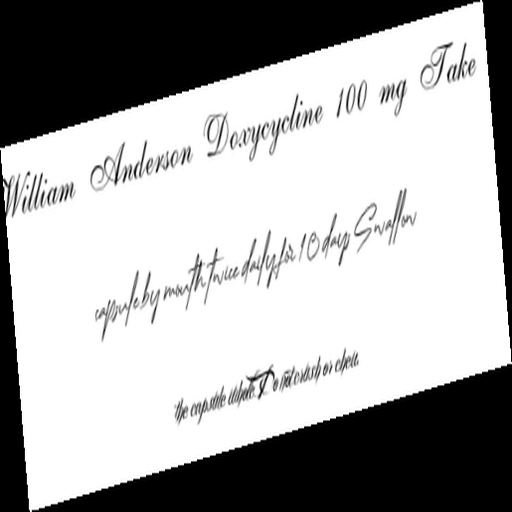 William Anderson Doxycycline 100 mg Take
capsule by mouth twice daily for 10 days Swallow
the capsule whole. Do not crush or chew.